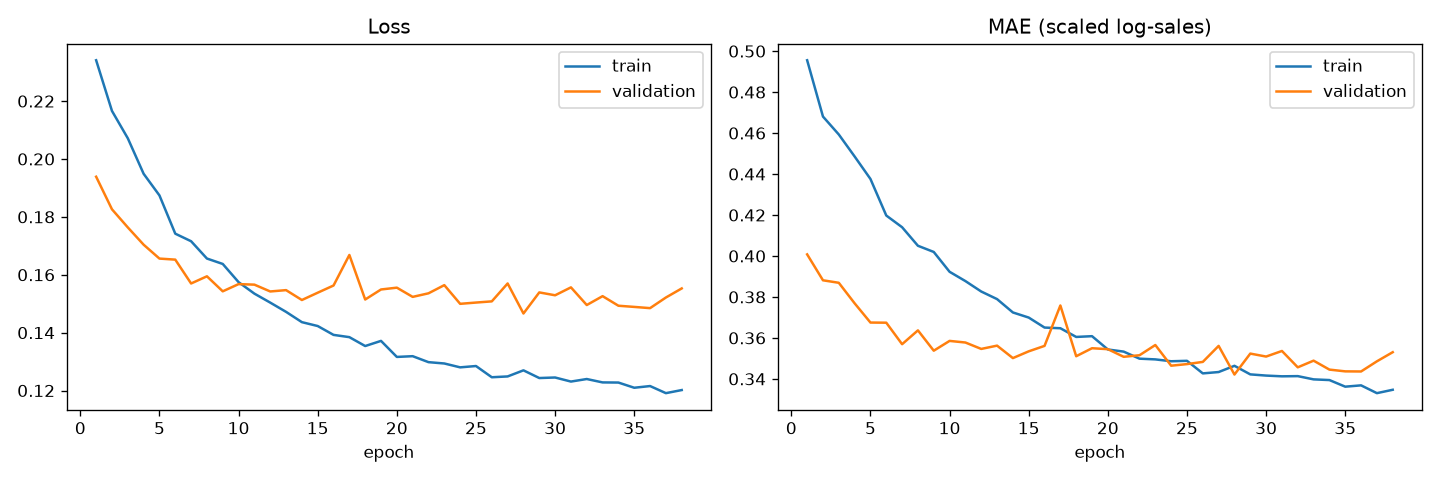 Loss
train
validation
0.22
0.20
0.18
0.16
0.14
0.12
0 5 10 15 20 25 30 35
epoch
MAE (scaled log-sales)
train
validation
0.50
0.48
0.46
0.44
0.42
0.40
0.38
0.36
0.34
0 5 10 15 20 25 30 35
epoch